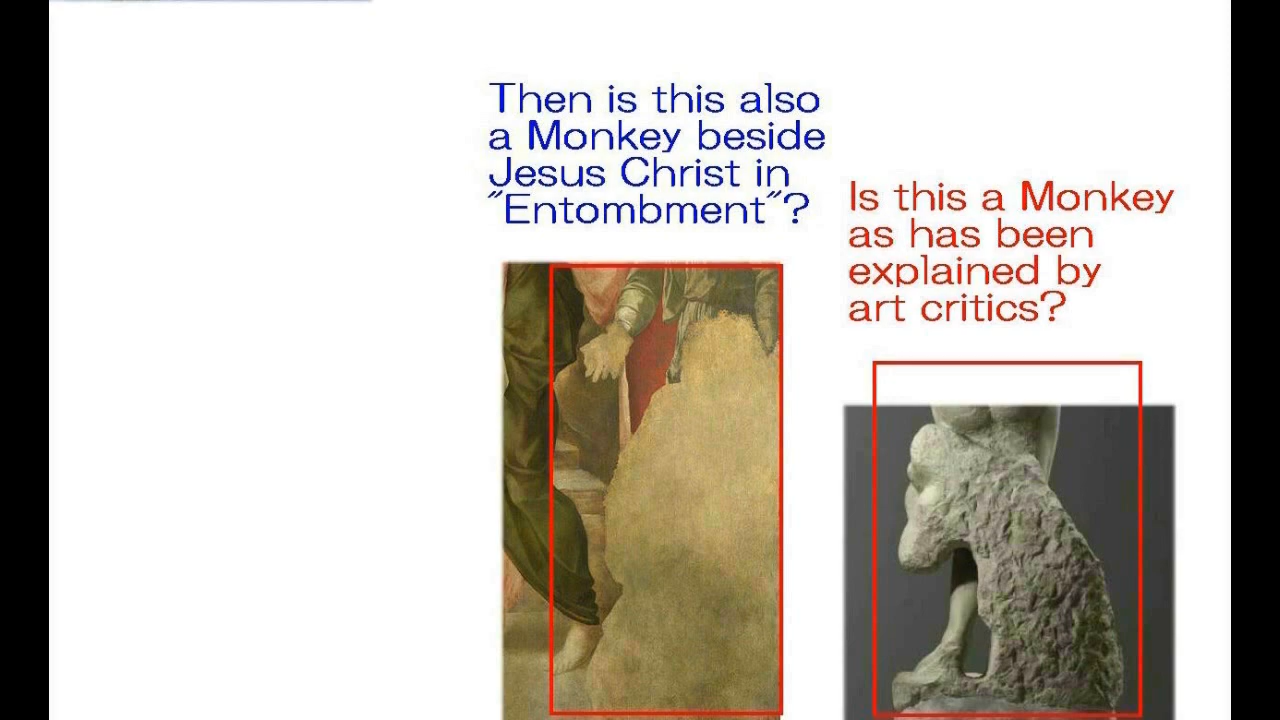 Then is this also
a Monkey beside
Jesus Christ in
"Entombment"?
Is this a Monkey
as has been
explained by
art critics?